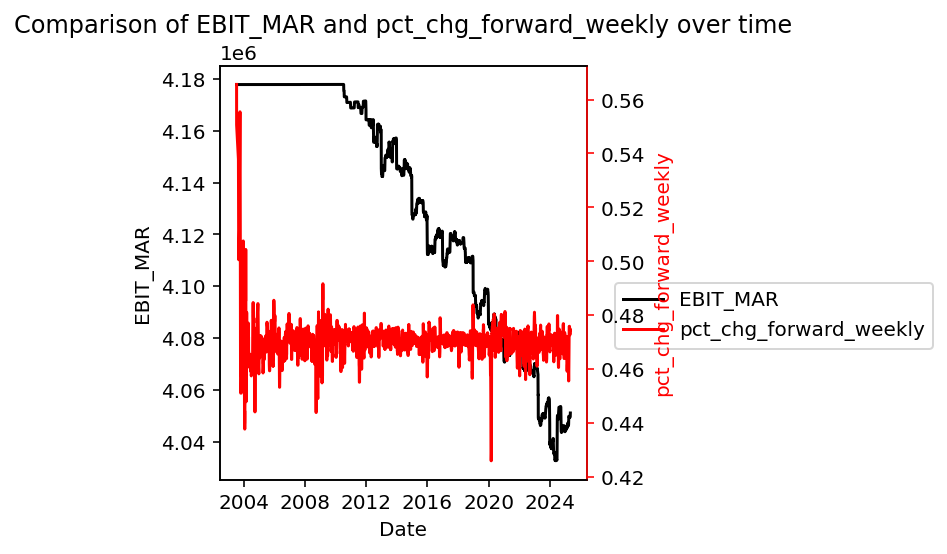 Comparison of EBIT_MAR and pct_chg_forward_weekly over time
1e6
4.18
4.16
4.14
4.12
4.10
4.08
4.06
4.04
EBIT_MAR
0.56
0.54
0.52
0.50
0.48
0.46
0.44
0.42
pct_chg_forward_weekly
EBIT_MAR
pct_chg_forward_weekly
2004 2008 2012 2016 2020 2024
Date